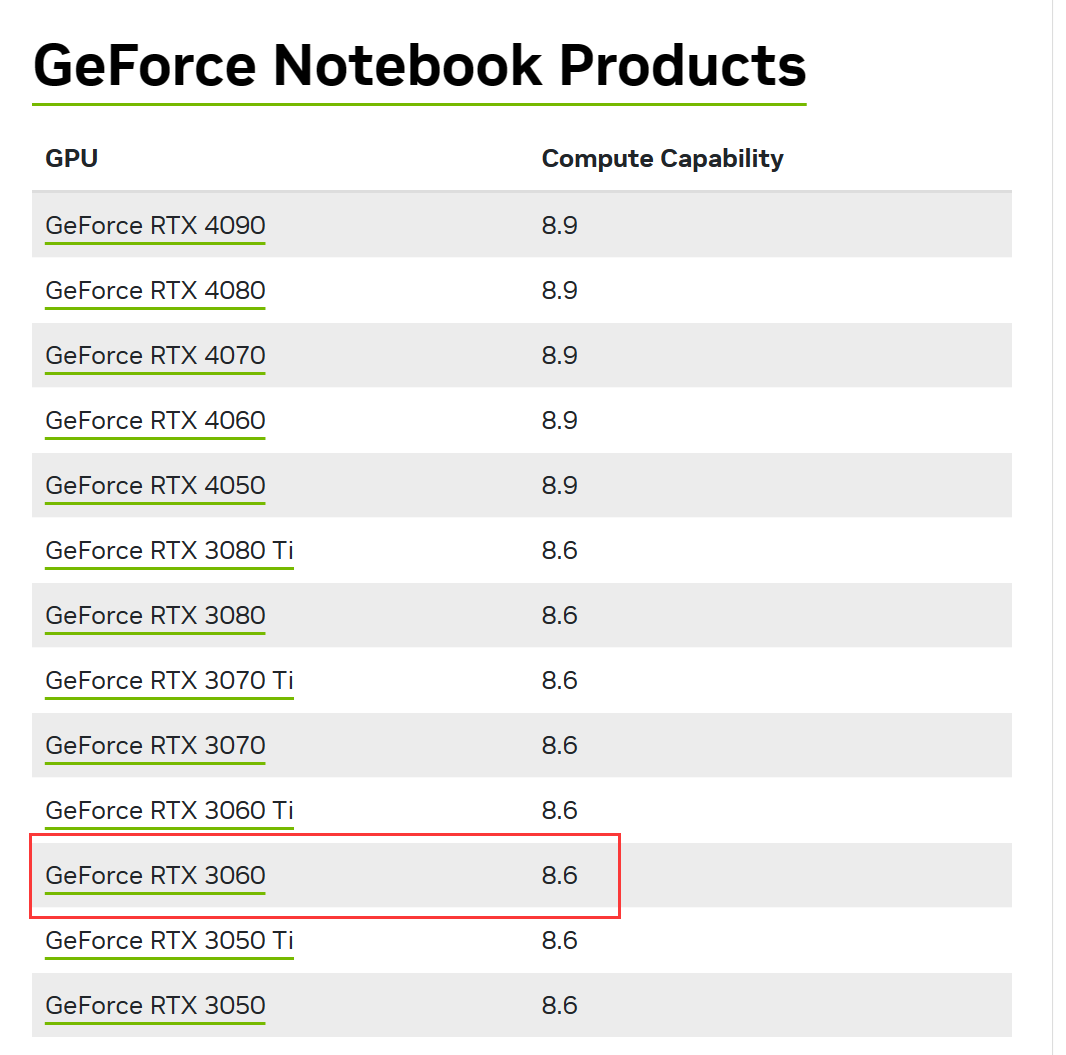 GeForce Notebook Products
GPU Compute Capability
GeForce RTX 4090 8.9
GeForce RTX 4080 8.9
GeForce RTX 4070 8.9
GeForce RTX 4060 8.9
GeForce RTX 4050 8.9
GeForce RTX 3080 Ti 8.6
GeForce RTX 3080 8.6
GeForce RTX 3070 Ti 8.6
GeForce RTX 3070 8.6
GeForce RTX 3060 Ti 8.6
GeForce RTX 3060 8.6
GeForce RTX 3050 Ti 8.6
GeForce RTX 3050 8.6